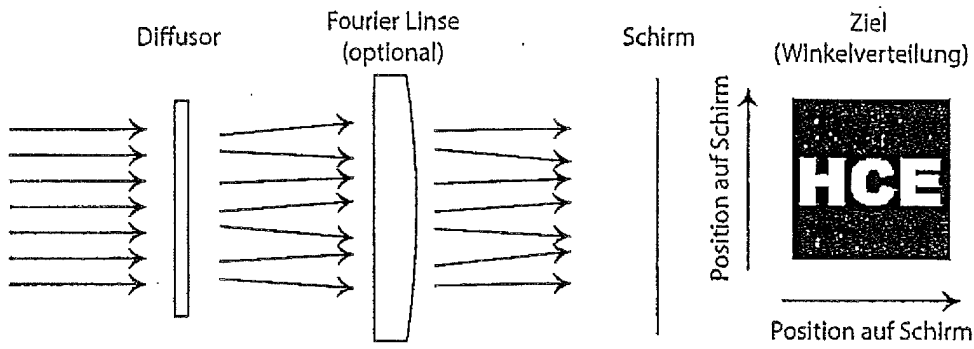 Diffusor
Fourier Linse
(optional)
Schirm
Ziel
(Winkelverteilung)
Position auf Schirm
HCE
Position auf Schirm